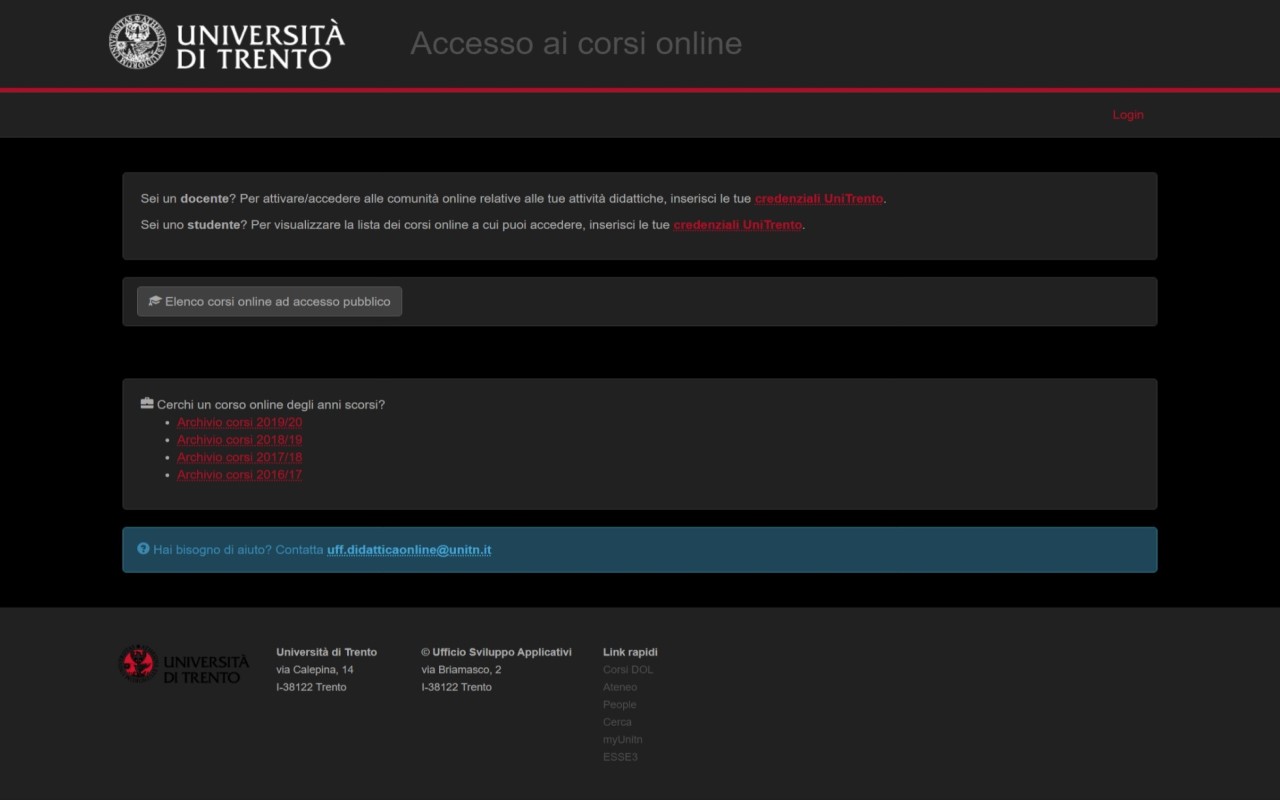 UNIVERSITÀ
DI TRENTO
Accesso ai corsi online
Login
Sei un docente? Per attivare/accedere alle comunità online relative alle tue attività didattiche, inserisci le tue credenziali UniTrento.
Sei uno studente? Per visualizzare la lista dei corsi online a cui puoi accedere, inserisci le tue credenziali UniTrento.
Elenco corsi online ad accesso pubblico
Cerchi un corso online degli anni scorsi?
Archivio corsi 2019/20
Archivio corsi 2018/19
Archivio corsi 2017/18
Archivio corsi 2016/17
Hai bisogno di aiuto? Contatta uff.didatticaonline@unitn.it
UNIVERSITÀ
DI TRENTO
Università di Trento
via Calepina, 14
I-38122 Trento
© Ufficio Sviluppo Applicativi
via Briamasco, 2
I-38122 Trento
Link rapidi
Corsi DOL
Ateneo
People
Cerca
myUnitn
ESSE3